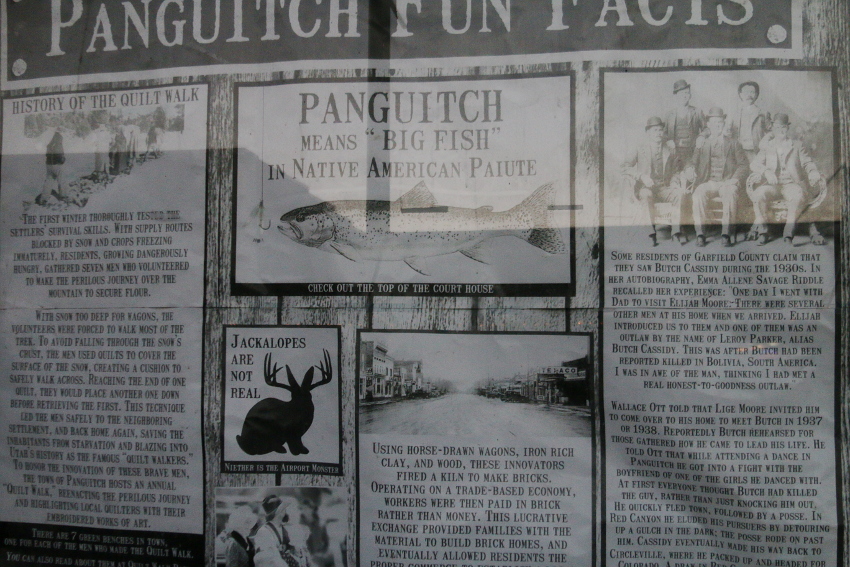 PANGUITCH FUN FACTS
HISTORY OF THE QUILT WALK
THE FIRST WINTER THOROUGHLY TESTED THE
SETTLERS' SURVIVAL SKILLS. WITH SUPPLY ROUTES
BLOCKED BY SNOW AND CROPS FREEZING
IMMATURELY, RESIDENTS, GROWING DANGEROUSLY
HUNGRY, GATHERED SEVEN MEN WHO VOLUNTEERED
TO MAKE THE PERILOUS JOURNEY OVER THE
MOUNTAIN TO SECURE FLOUR.
WITH SNOW TOO DEEP FOR WAGONS, THE
VOLUNTEERS WERE FORCED TO WALK MOST OF THE
TREK. TO AVOID FALLING THROUGH THE SNOW'S
CRUST, THE MEN USED QUILTS TO COVER THE
SURFACE OF THE SNOW, CREATING A CUSHION TO
SAFELY WALK ACROSS. REACHING THE END OF ONE
QUILT, THEY WOULD PLACE ANOTHER ONE DOWN
BEFORE RETRIEVING THE FIRST. THIS TECHNIQUE
LED THE MEN SAFELY TO THE NEIGHBORING
SETTLEMENT, AND BACK HOME AGAIN, SAVING THE
INHABITANTS FROM STARVATION AND BLAZING INTO
UTAH'S HISTORY AS THE FAMOUS "QUILT WALKERS."
TO HONOR THE INNOVATION OF THESE BRAVE MEN,
THE TOWN OF PANGUITCH HOSTS AN ANNUAL
"QUILT WALK," REENACTING THE PERILOUS JOURNEY
AND HIGHLIGHTING LOCAL QUILTERS WITH THEIR
EMBROIDERED WORKS OF ART.
THERE ARE 7 GREEN BENCHES IN TOWN,
ONE FOR EACH OF THE MEN WHO MADE THE QUILT WALK.
YOU CAN ALSO READ ABOUT THEM AT QUILT WALK
PANGUITCH
MEANS "BIG FISH"
IN NATIVE AMERICAN PAIUTE
CHECK OUT THE TOP OF THE COURT HOUSE
JACKALOPES
ARE
NOT
REAL
NEITHER IS THE AIRPORT MONSTER
TEXACO
USING HORSE-DRAWN WAGONS, IRON RICH
CLAY, AND WOOD, THESE INNOVATORS
FIRED A KILN TO MAKE BRICKS.
OPERATING ON A TRADE-BASED ECONOMY,
WORKERS WERE THEN PAID IN BRICK
RATHER THAN MONEY. THIS LUCRATIVE
EXCHANGE PROVIDED FAMILIES WITH THE
MATERIAL TO BUILD BRICK HOMES, AND
EVENTUALLY ALLOWED RESIDENTS THE
SOME RESIDENTS OF GARFIELD COUNTY CLAIM THAT
THEY SAW BUTCH CASSIDY DURING THE 1930S. IN
HER AUTOBIOGRAPHY, EMMA ALLENE SAVAGE RIDDLE
RECALLED HER EXPERIENCE: "ONE DAY I WENT WITH
DAD TO VISIT ELIJAH MOORE-THERE WERE SEVERAL
OTHER MEN AT HIS HOME WHEN WE ARRIVED. ELIJAH
INTRODUCED US TO THEM AND ONE OF THEM WAS AN
OUTLAW BY THE NAME OF LEROY PARKER, ALIAS
BUTCH CASSIDY. THIS WAS AFTER BUTCH HAD BEEN
REPORTED KILLED IN BOLIVIA, SOUTH AMERICA.
I WAS IN AWE OF THE MAN, THINKING I HAD MET A
REAL HONEST-TO-GOODNESS OUTLAW."
WALLACE OTT TOLD THAT LIGE MOORE INVITED HIM
TO COME OVER TO HIS HOME TO MEET BUTCH IN 1937
OR 1938. REPORTEDLY BUTCH REHEARSED FOR
THOSE GATHERED HOW HE CAME TO LEAD HIS LIFE. HE
TOLD OTT THAT WHILE ATTENDING A DANCE IN
PANGUITCH HE GOT INTO A FIGHT WITH THE
BOYFRIEND OF ONE OF THE GIRLS HE DANCED WITH.
AT FIRST EVERYONE THOUGHT BUTCH HAD KILLED
THE GUY, RATHER THAN JUST KNOCKING HIM OUT.
HE QUICKLY FLED TOWN, FOLLOWED BY A POSSE. IN
RED CANYON HE ELUDED HIS PURSUERS BY DETOURING
UP A GULCH IN THE DARK; THE POSSE RODE ON PAST
HIM. CASSIDY EVENTUALLY MADE HIS WAY BACK TO
CIRCLEVILLE, WHERE HE PACKED UP AND HEADED FOR